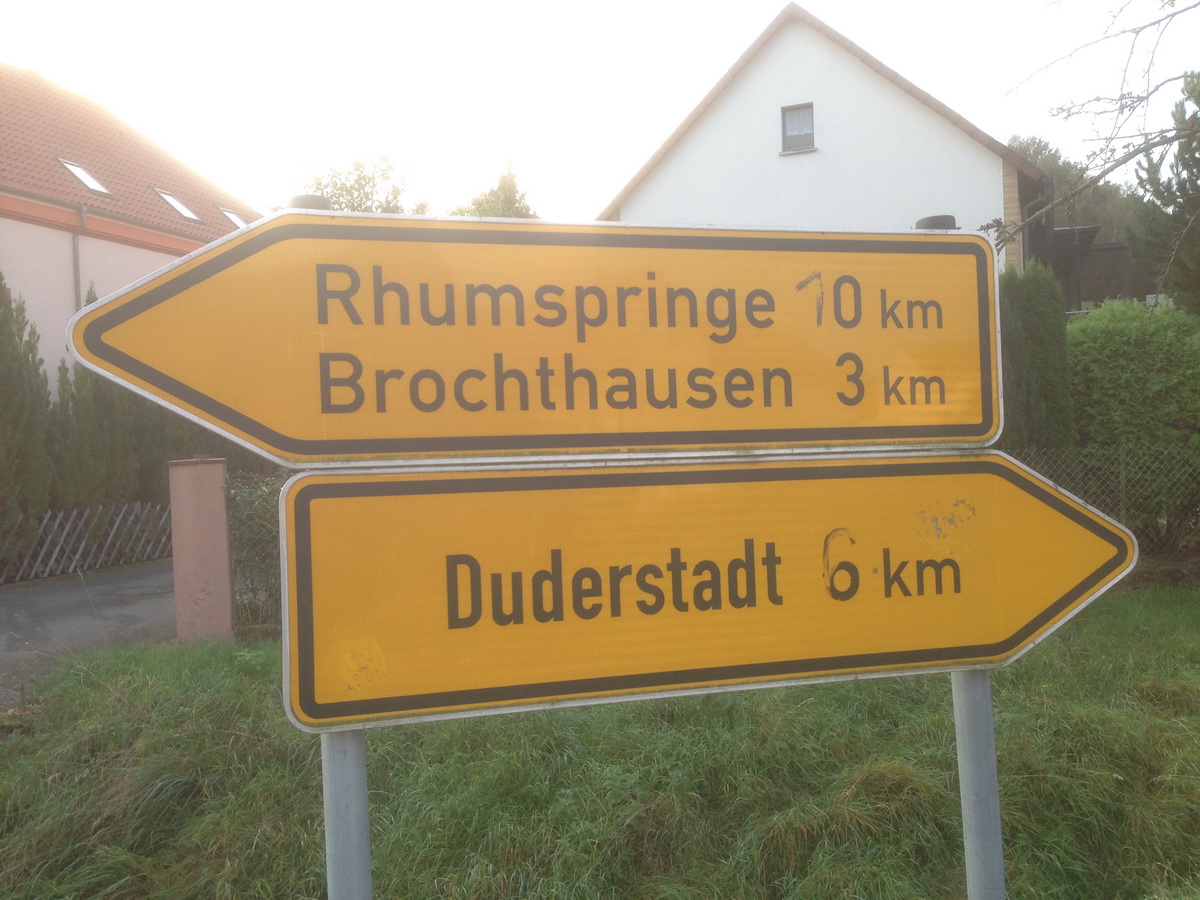 Rhumspringe 10 km
Brochthausen 3 km
Duderstadt 6 km